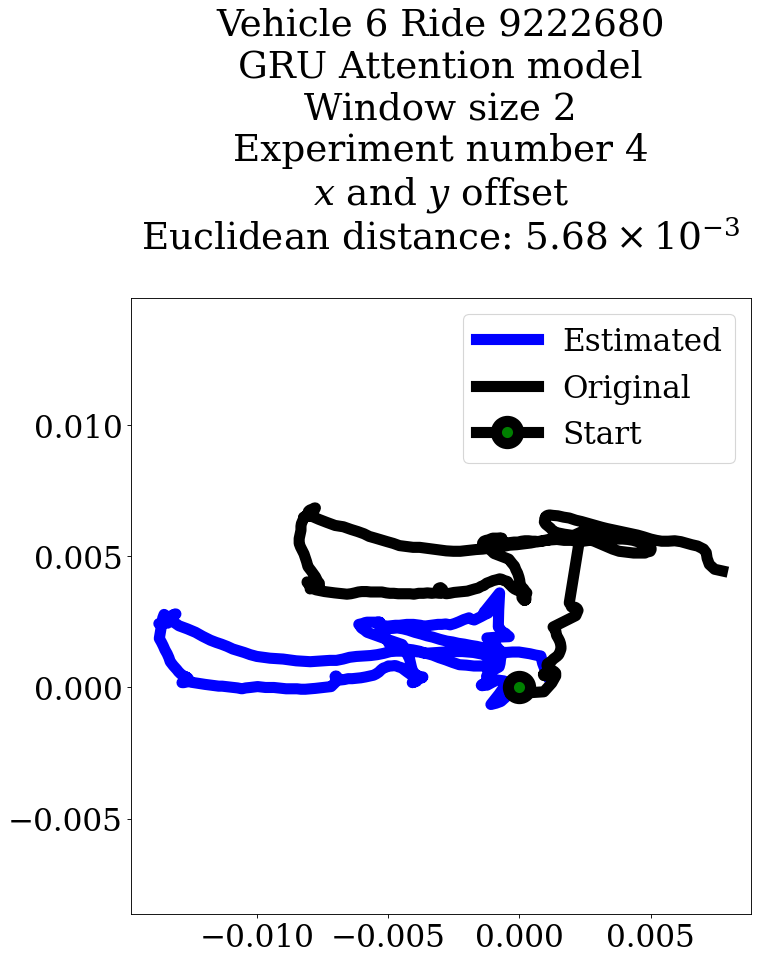 Vehicle 6 Ride 9222680
GRU Attention model
Window size 2
Experiment number 4
x and y offset
Euclidean distance: 5.68 × 10⁻³
Estimated
Original
Start
0.010
0.005
0.000
−0.005
−0.010 −0.005 0.000 0.005